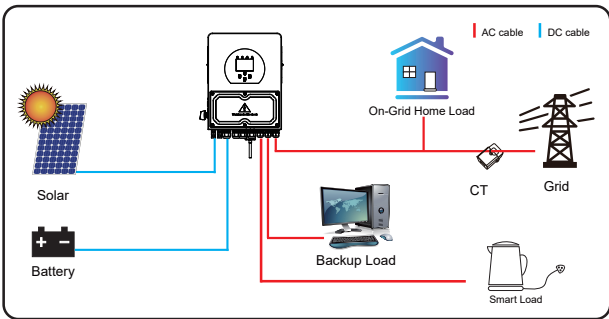 AC cable
DC cable
On-Grid Home Load
CT
Grid
Solar
Backup Load
Battery
Smart Load